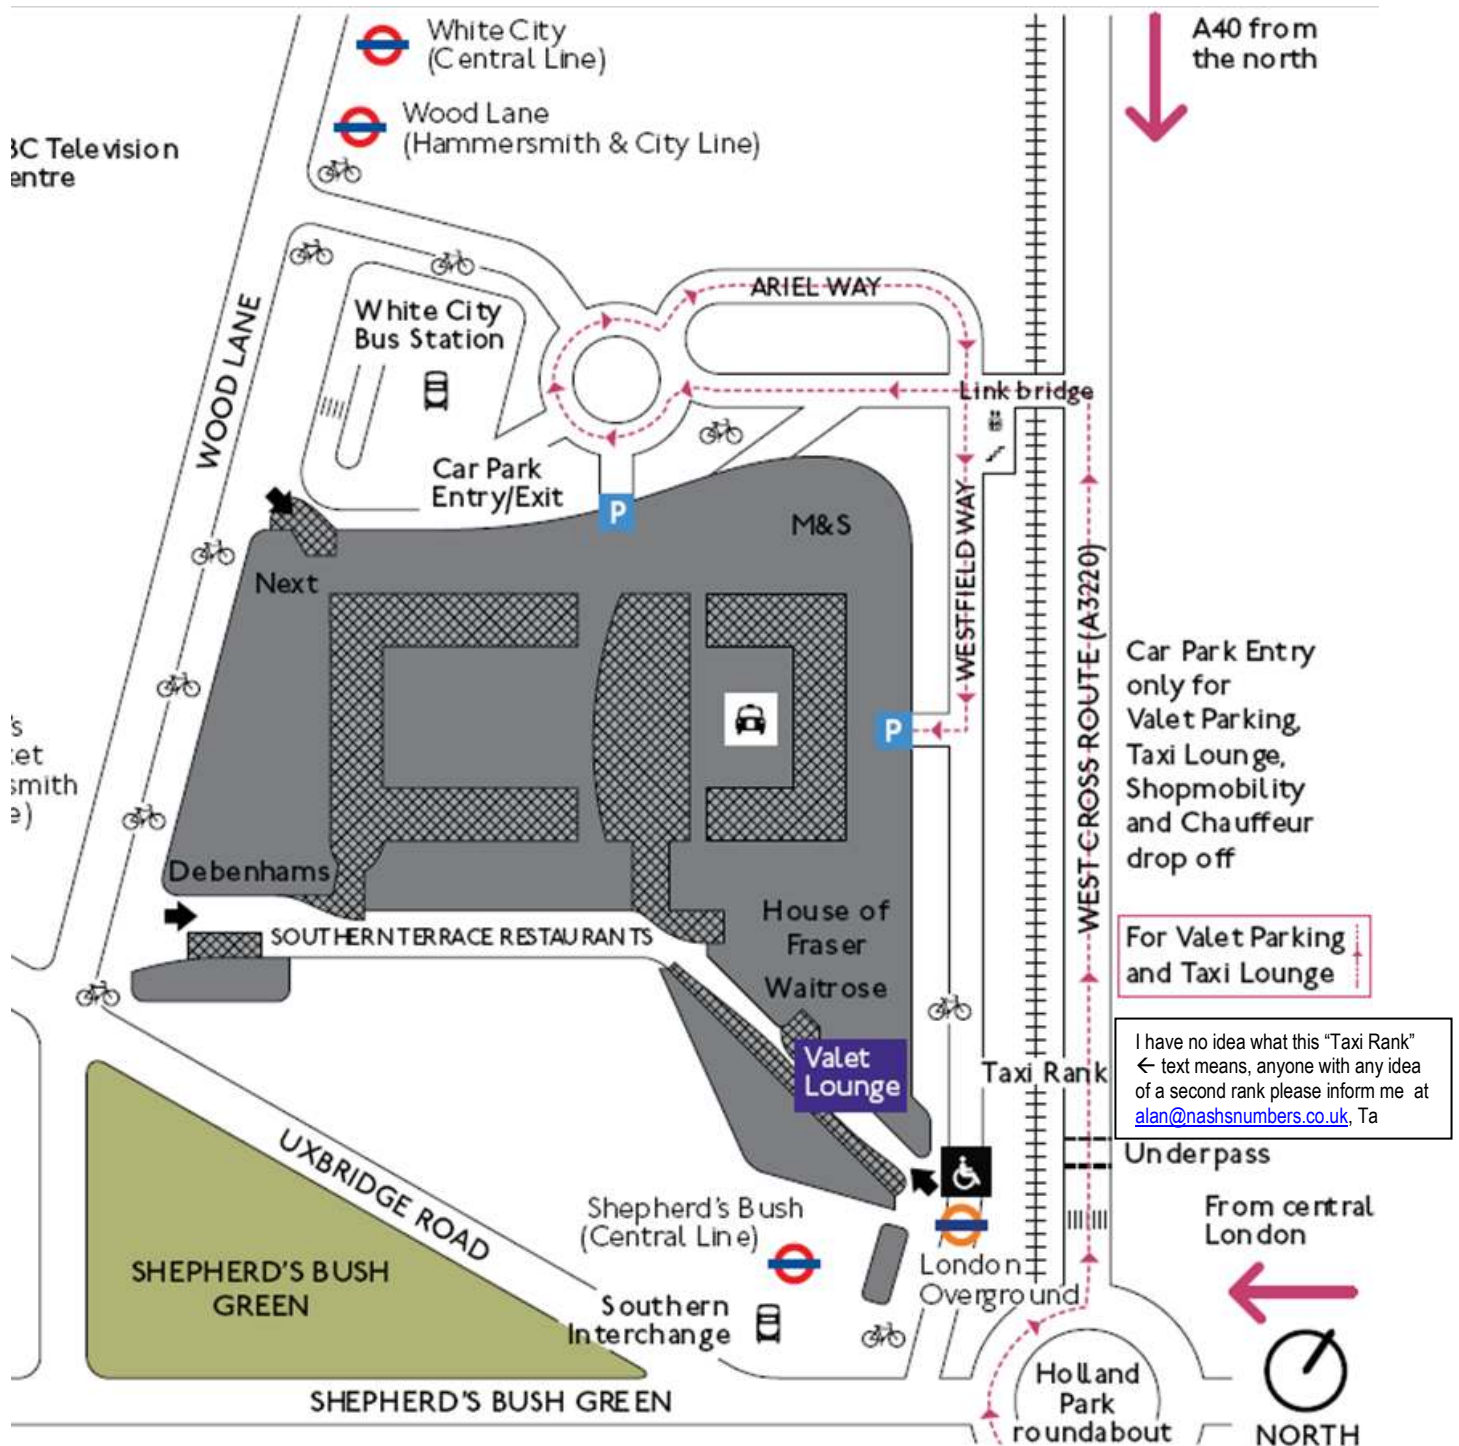 White City
(Central Line)
A40 from
the north
Wood Lane
(Hammersmith & City Line)
BC Television
entre
ARIEL WAY
White City
Bus Station
WOOD LANE
Link bridge
Car Park
Entry/Exit
P
M&S
WESTFIELD WAY
Next
WEST CROSS ROUTE (A3220)
Car Park Entry
only for
Valet Parking,
Taxi Lounge,
Shopmobility
and Chauffeur
drop off
P
's
ket
smith
e)
Debenhams
House of
Fraser
SOUTHERN TERRACE RESTAURANTS
Waitrose
For Valet Parking
and Taxi Lounge
Valet
Lounge
Taxi Rank
I have no idea what this “Taxi Rank”
← text means, anyone with any idea
of a second rank please inform me at
alan@nashsnumbers.co.uk, Ta
Underpass
UXBRIDGE ROAD
Shepherd's Bush
(Central Line)
From central
London
SHEPHERD'S BUSH
GREEN
London
Overground
Southern
Interchange
Holland
Park
roundabout
SHEPHERD'S BUSH GREEN
NORTH